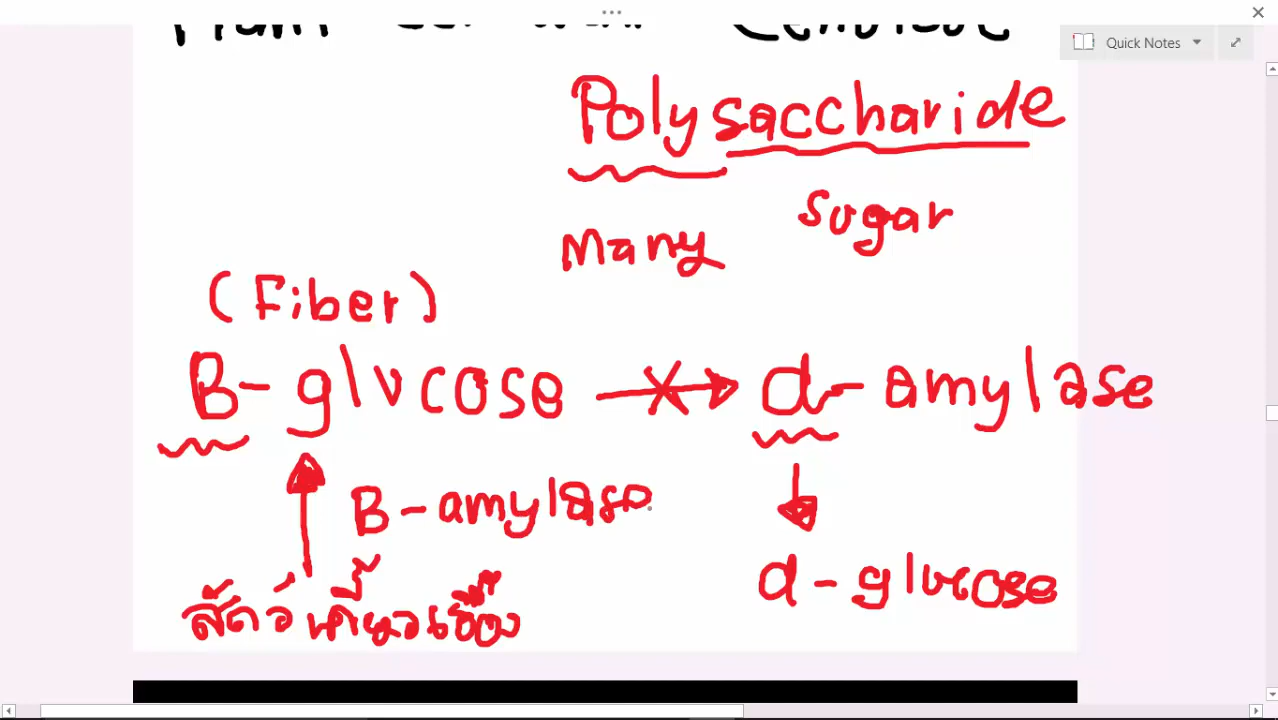 Quick Notes
Polysaccharide
Many sugar
(Fiber)
B-glucose d-amylase
B-amylase
d-glucose
สัตว์เคี้ยวเอื้อง